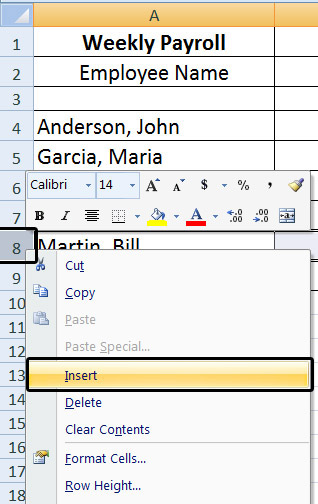 A
1 Weekly Payroll
2 Employee Name
3
4 Anderson, John
5 Garcia, Maria
6 Calibri 14 A A $ % ,
7 B I A .00 .00
8 Martin, Bill
9 Cut
10 Copy
11 Paste
12 Paste Special...
13 Insert
14 Delete
15 Clear Contents
16 Format Cells...
17 Row Height...
18